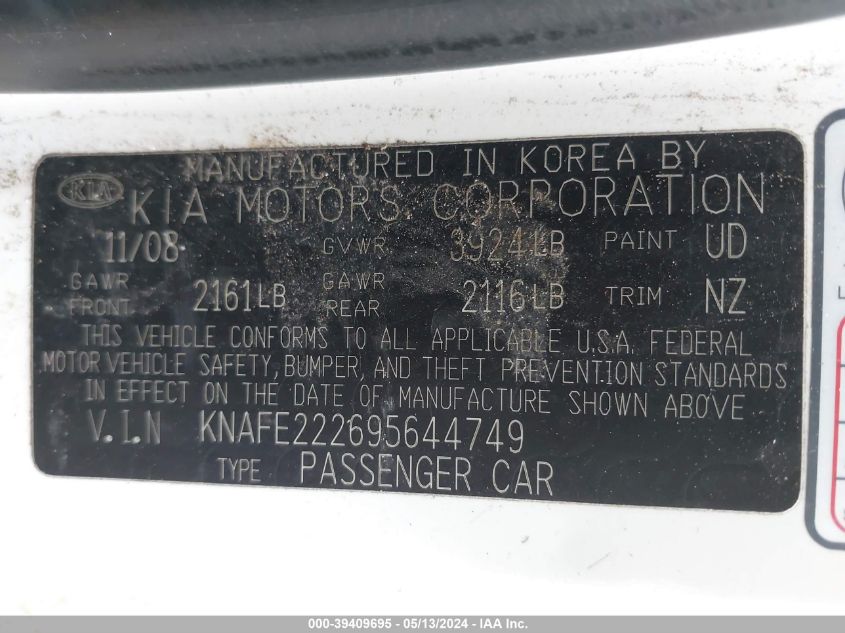 MANUFACTURED IN KOREA BY
KIA KIA MOTORS CORPORATION
11/08 GVWR 3924LB PAINT UD
GAWR FRONT 2161LB GAWR REAR 2116LB TRIM NZ
THIS VEHICLE CONFORMS TO ALL APPLICABLE U.S.A. FEDERAL
MOTOR VEHICLE SAFETY, BUMPER, AND THEFT PREVENTION STANDARDS
IN EFFECT ON THE DATE OF MANUFACTURE SHOWN ABOVE
V.I.N KNAFE222695644749
TYPE PASSENGER CAR
000-39409695 - 05/13/2024 - IAA Inc.